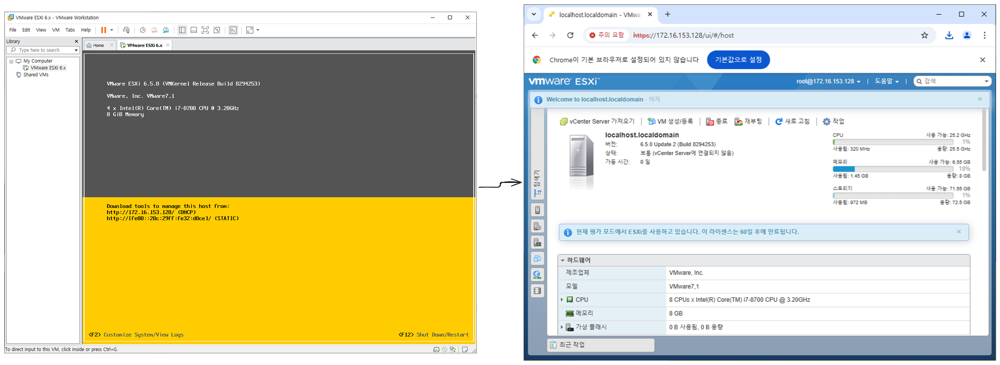 VMware ESXi 6.x - VMware Workstation
File Edit View VM Tabs Help
Library
Type here to search
My Computer
VMware ESXi 6.x
Shared VMs
Home
VMware ESXi 6.x
VMware ESXi 6.5.0 (VMKernel Release Build 8294253)
VMware, Inc. VMware7,1
4 x Intel(R) Core(TM) i7-8700 CPU @ 3.20GHz
8 GiB Memory
Download tools to manage this host from:
http://172.16.153.128/ (DHCP)
http://[fe80::20c:29ff:fe32:d0ce]/ (STATIC)
<F2> Customize System/View Logs
<F12> Shut Down/Restart
To direct input to this VM, click inside or press Ctrl+G.
localhost.localdomain - VMwa
주의 요함 https://172.16.153.128/ui/#/host
Chrome이 기본 브라우저로 설정되어 있지 않습니다 기본값으로 설정
vmware ESXi™
root@172.16.153.128 | 도움말 | 검색
Welcome to localhost.localdomain - 해제
탐색기
vCenter Server 가져오기 | VM 생성/등록 | 종료 재부팅 | 새로 고침 | 작업
localhost.localdomain
버전: 6.5.0 Update 2 (Build 8294253)
상태: 보통 (vCenter Server에 연결되지 않음)
가동 시간: 0 일
CPU 사용 가능: 25.2 GHz
1%
사용됨: 320 MHz 용량: 25.5 GHz
메모리 사용 가능: 6.55 GB
18%
사용됨: 1.45 GB 용량: 8 GB
스토리지 사용 가능: 71.55 GB
1%
사용됨: 972 MB 용량: 72.5 GB
현재 평가 모드에서 ESXi를 사용하고 있습니다. 이 라이센스는 60일 후에 만료됩니다.
하드웨어
제조업체 VMware, Inc.
모델 VMware7,1
CPU 8 CPUs x Intel(R) Core(TM) i7-8700 CPU @ 3.20GHz
메모리 8 GB
가상 플래시 0 B 사용됨, 0 B 용량
최근 작업